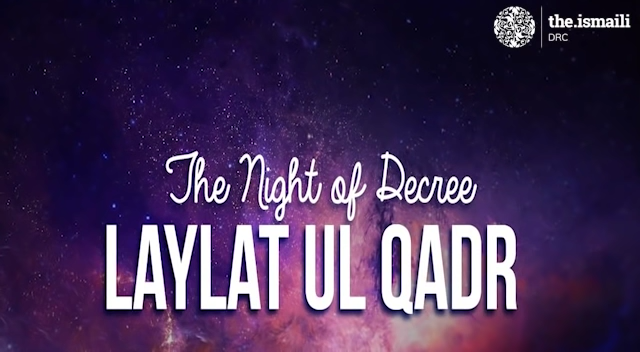 the.ismaili
DRC
The Night of Decree
LAYLAT UL QADR